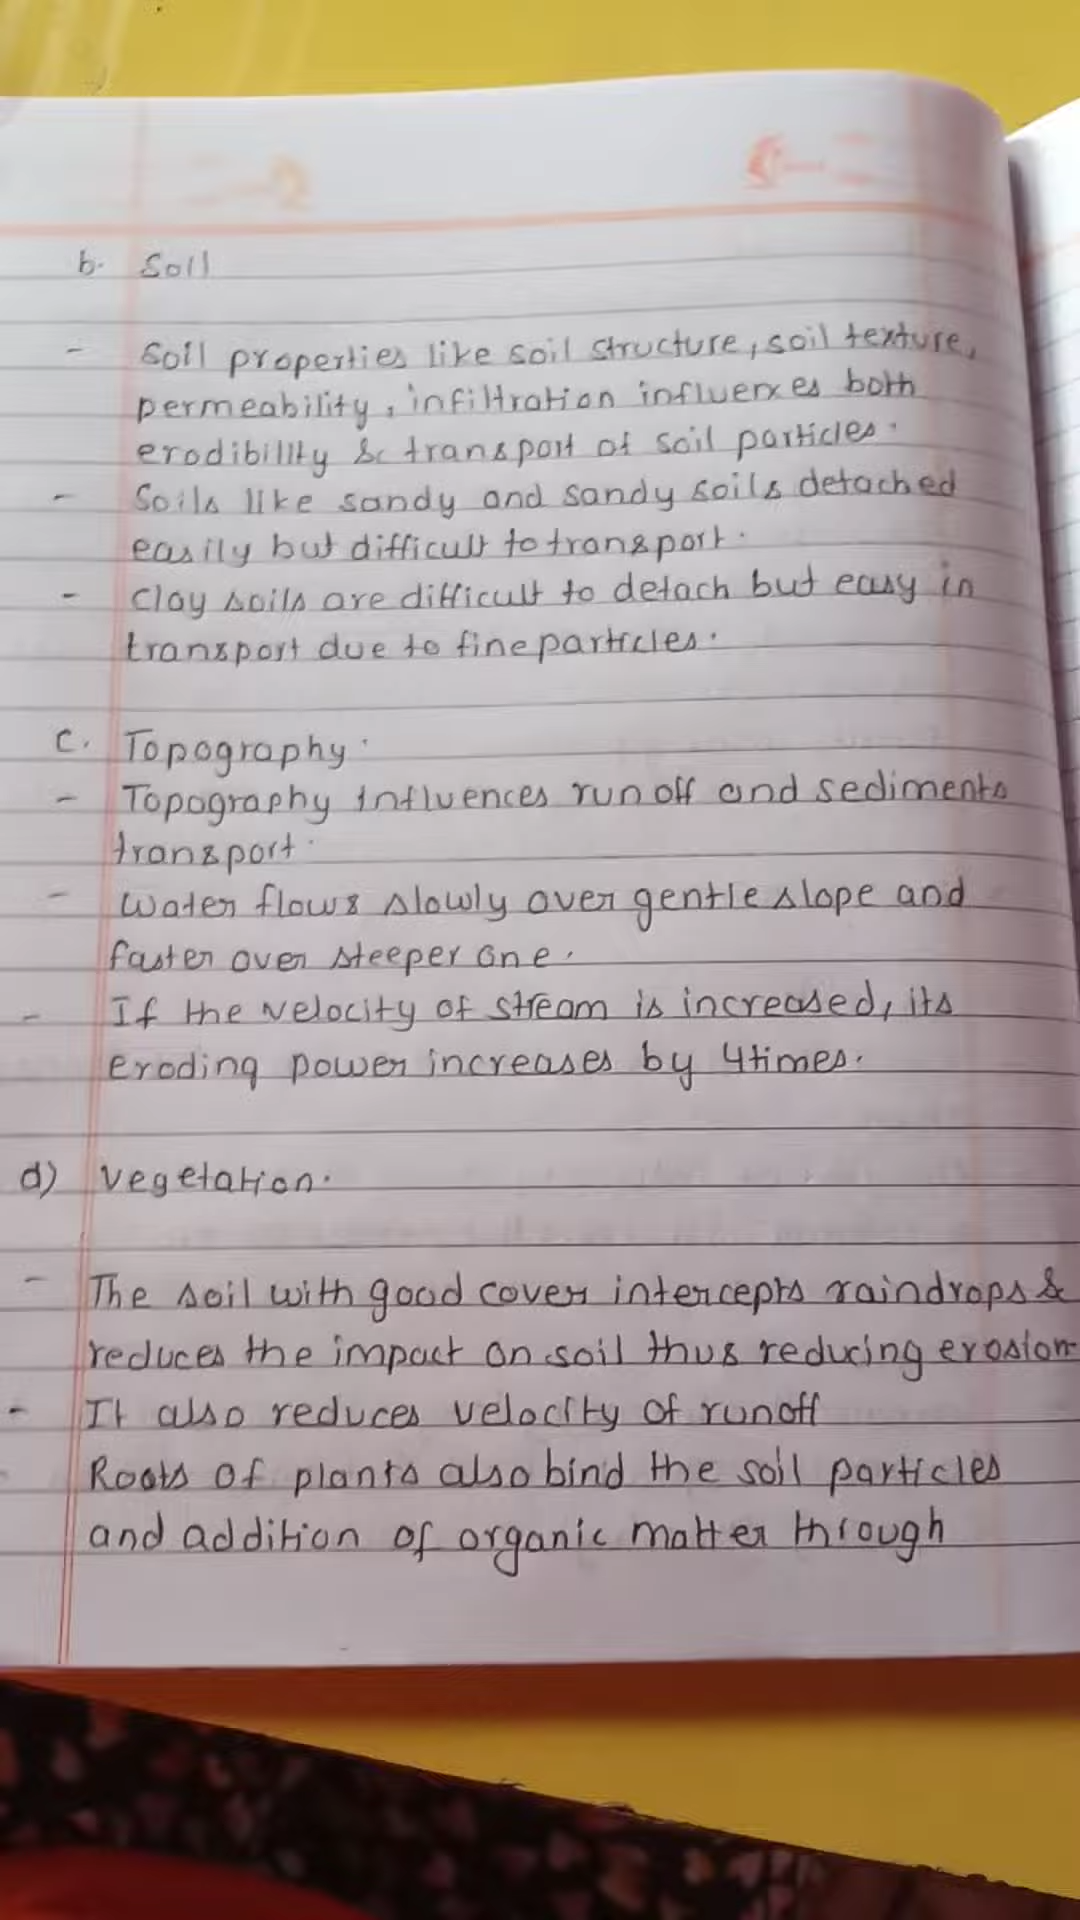 b. Soil
- Soil properties like soil structure, soil texture,
permeability, infiltration influences both
erodibility & transport of soil particles.
- Soils like sandy and sandy soils detached
easily but difficult to transport.
- Clay soils are difficult to detach but easy in
transport due to fine particles.
C. Topography.
- Topography influences runoff and sediments
transport.
- Water flows slowly over gentle slope and
faster over steeper one.
- If the velocity of stream is increased, its
eroding power increases by 4 times.
d) Vegetation.
- The soil with good cover intercepts raindrops &
reduces the impact on soil thus reducing erosion
- It also reduces velocity of runoff
- Roots of plants also bind the soil particles
and addition of organic matter through